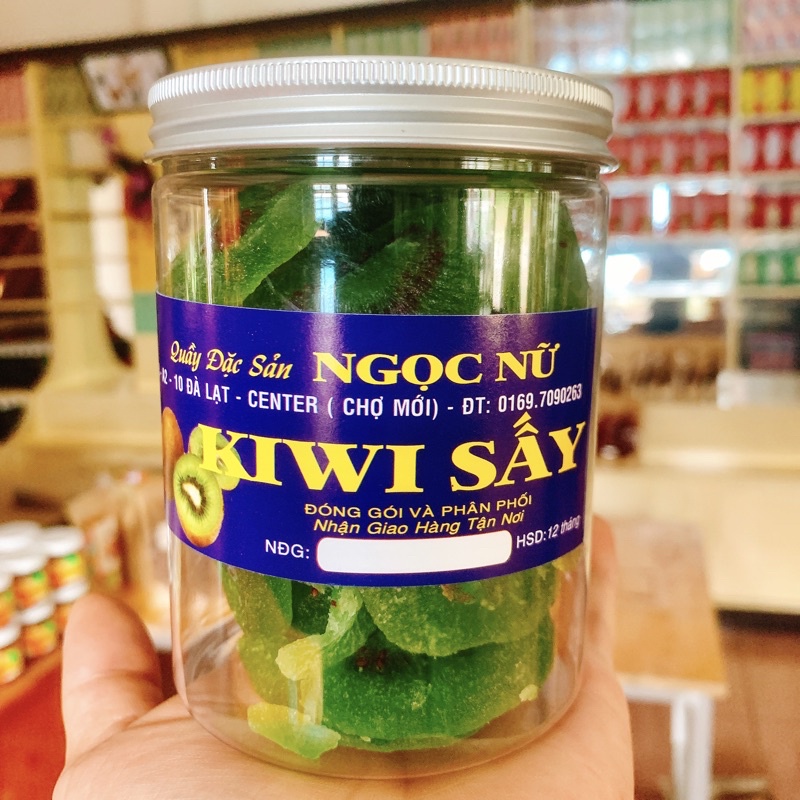 Quầy Đặc Sản NGỌC NỮ
A2 - 10 ĐÀ LẠT - CENTER ( CHỢ MỚI) - ĐT: 0169.7090263
KIWI SẤY
ĐÓNG GÓI VÀ PHÂN PHỐI
Nhận Giao Hàng Tận Nơi
NĐG: HSD:12 tháng